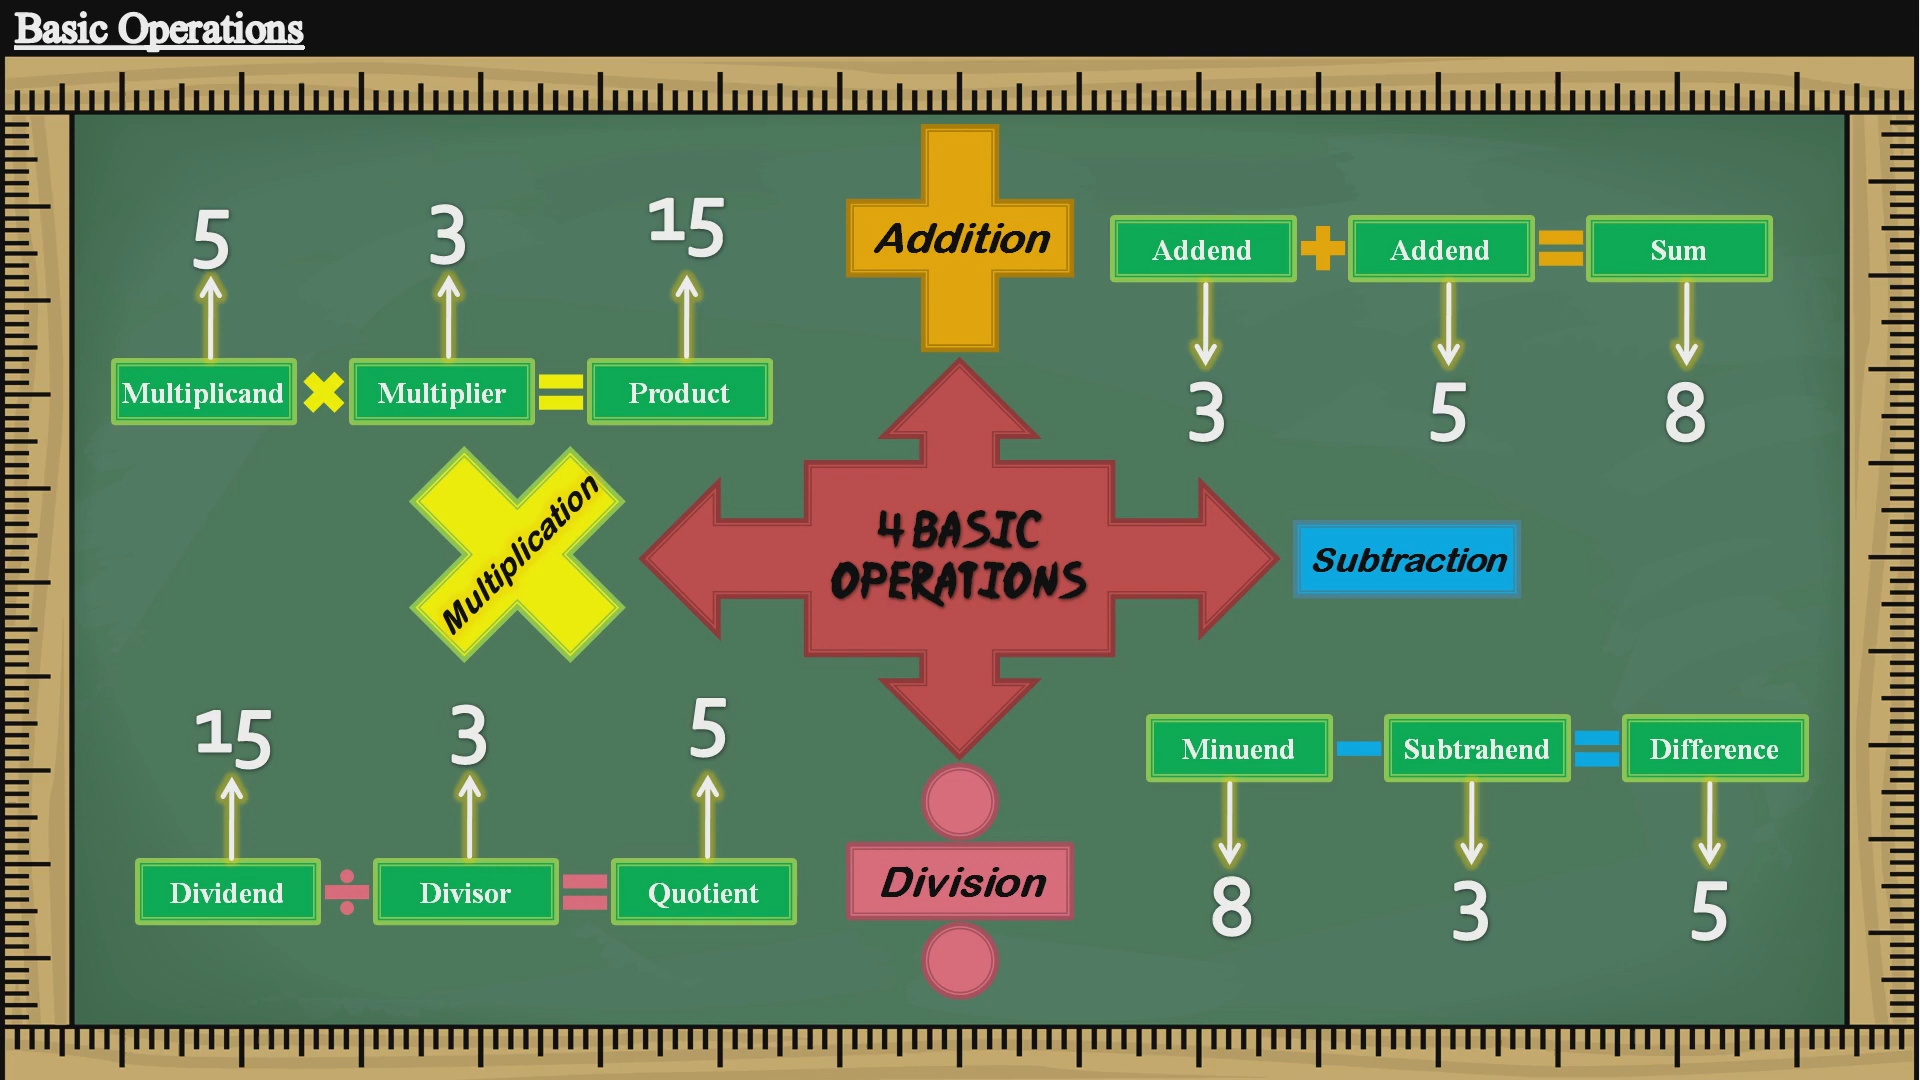 Basic Operations
5 3 15
Multiplicand × Multiplier = Product
Addition
Addend + Addend = Sum
3 5 8
Multiplication
4 BASIC
OPERATIONS
Subtraction
15 3 5
Dividend ÷ Divisor = Quotient
Division
Minuend - Subtrahend = Difference
8 3 5